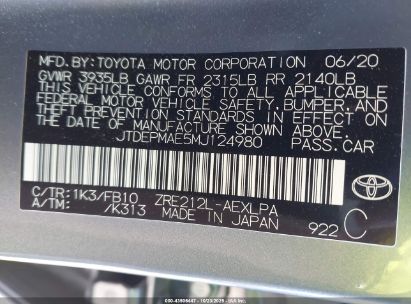 MFD.BY:TOYOTA MOTOR CORPORATION 06/20
GVWR 3935LB GAWR FR 2315LB RR 2140LB
THIS VEHICLE CONFORMS TO ALL APPLICABLE
FEDERAL MOTOR VEHICLE SAFETY, BUMPER, AND
THEFT PREVENTION STANDARDS IN EFFECT ON
THE DATE OF MANUFACTURE SHOWN ABOVE.
JTDEPMAE5MJ124980 PASS.CAR
C/TR:1K3/FB10 ZRE212L-AEXLPA
A/TM: /K313 MADE IN JAPAN 922 C
TOYOTA